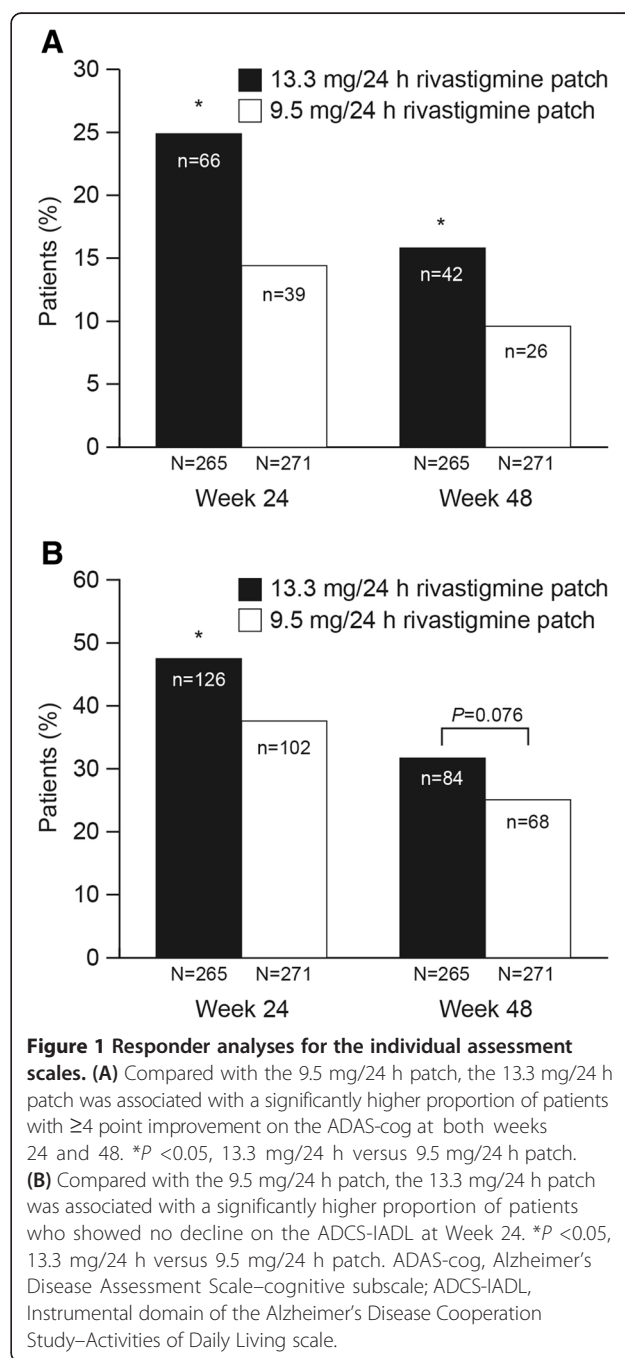 A
30
25
20
15
10
5
0
Patients (%)
13.3 mg/24 h rivastigmine patch
9.5 mg/24 h rivastigmine patch
*
n=66
n=39
*
n=42
n=26
N=265 N=271 N=265 N=271
Week 24 Week 48
B
60
50
40
30
20
10
0
Patients (%)
13.3 mg/24 h rivastigmine patch
9.5 mg/24 h rivastigmine patch
*
n=126
n=102
P=0.076
n=84
n=68
N=265 N=271 N=265 N=271
Week 24 Week 48
Figure 1 Responder analyses for the individual assessment
scales. (A) Compared with the 9.5 mg/24 h patch, the 13.3 mg/24 h
patch was associated with a significantly higher proportion of patients
with ≥4 point improvement on the ADAS-cog at both weeks
24 and 48. *P <0.05, 13.3 mg/24 h versus 9.5 mg/24 h patch.
(B) Compared with the 9.5 mg/24 h patch, the 13.3 mg/24 h patch
was associated with a significantly higher proportion of patients
who showed no decline on the ADCS-IADL at Week 24. *P <0.05,
13.3 mg/24 h versus 9.5 mg/24 h patch. ADAS-cog, Alzheimer's
Disease Assessment Scale–cognitive subscale; ADCS-IADL,
Instrumental domain of the Alzheimer's Disease Cooperation
Study–Activities of Daily Living scale.